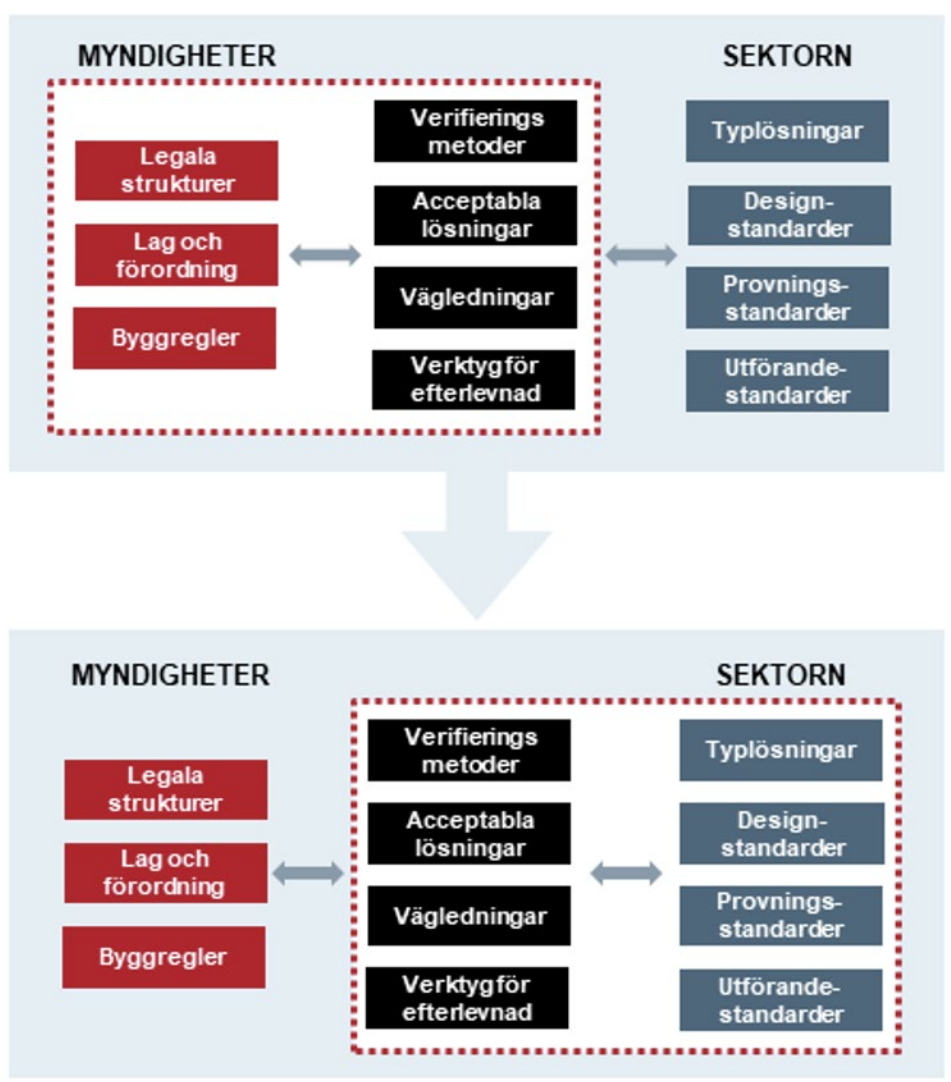 MYNDIGHETER
SEKTORN
Legala
strukturer
Lag och
förordning
Byggregler
Verifierings
metoder
Acceptabla
lösningar
Vägledningar
Verktyg för
efterlevnad
Typlösningar
Design-
standarder
Provnings-
standarder
Utförande-
standarder
MYNDIGHETER
SEKTORN
Legala
strukturer
Lag och
förordning
Byggregler
Verifierings
metoder
Acceptabla
lösningar
Vägledningar
Verktyg för
efterlevnad
Typlösningar
Design-
standarder
Provnings-
standarder
Utförande-
standarder